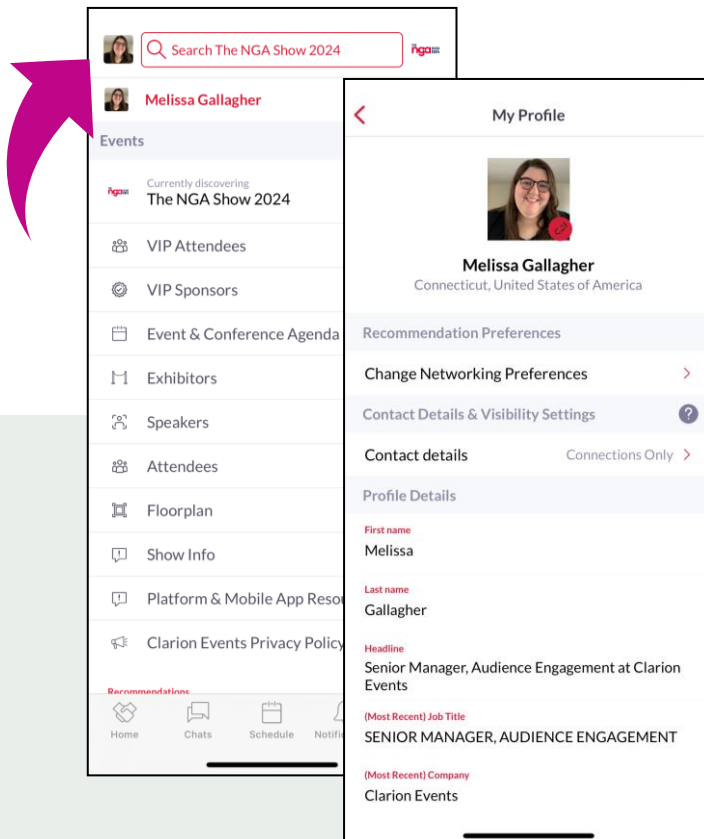 Search The NGA Show 2024
nga
Melissa Gallagher
Events
nga
Currently discovering
The NGA Show 2024
VIP Attendees
VIP Sponsors
Event & Conference Agenda
Exhibitors
Speakers
Attendees
Floorplan
Show Info
Platform & Mobile App Resou
Clarion Events Privacy Policy
Recommendations
Home
Chats
Schedule
Notific
My Profile
Melissa Gallagher
Connecticut, United States of America
Recommendation Preferences
Change Networking Preferences
Contact Details & Visibility Settings
?
Contact details
Connections Only
Profile Details
First name
Melissa
Last name
Gallagher
Headline
Senior Manager, Audience Engagement at Clarion
Events
(Most Recent) Job Title
SENIOR MANAGER, AUDIENCE ENGAGEMENT
(Most Recent) Company
Clarion Events